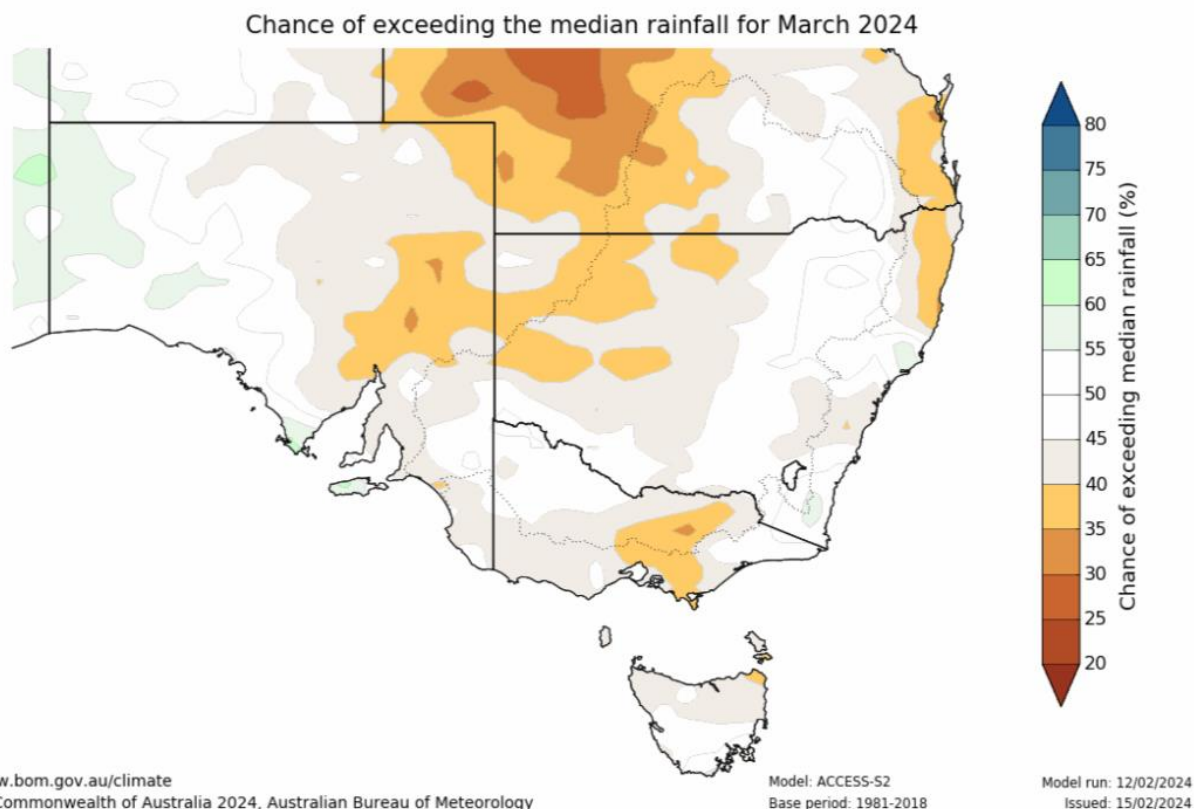 Chance of exceeding the median rainfall for March 2024
80
75
70
65
60
55
50
45
40
35
30
25
20
Chance of exceeding median rainfall (%)
w.bom.gov.au/climate
Commonwealth of Australia 2024, Australian Bureau of Meteorology
Model: ACCESS-S2
Base period: 1981-2018
Model run: 12/02/2024
Issued: 15/02/2024